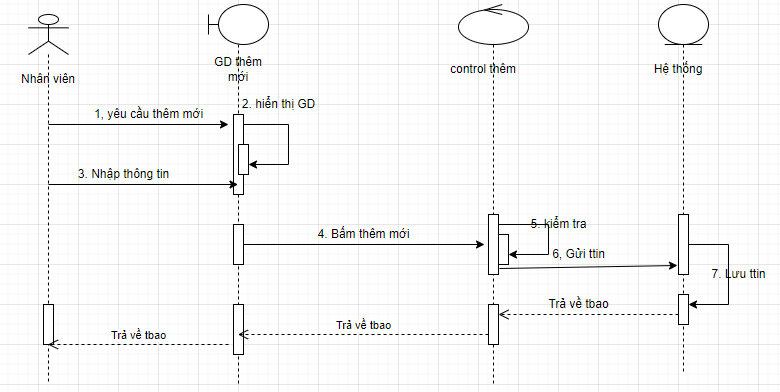 Nhân viên
GD thêm
mới
control thêm
Hệ thống
1, yêu cầu thêm mới
2. hiển thị GD
3. Nhập thông tin
4. Bấm thêm mới
5. kiểm tra
6, Gửi ttin
7. Lưu ttin
Trả về tbao
Trả về tbao
Trả về tbao